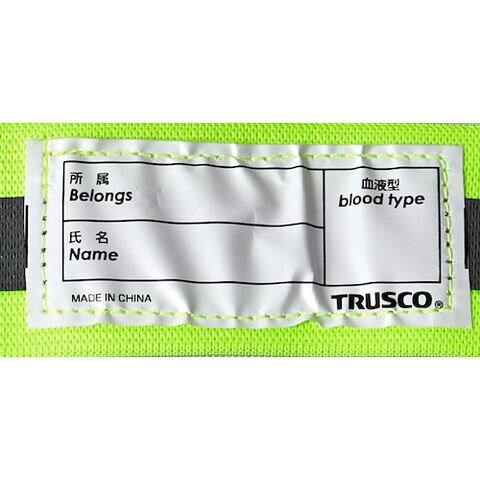 所属
Belongs
血液型
blood type
氏名
Name
MADE IN CHINA
TRUSCO®